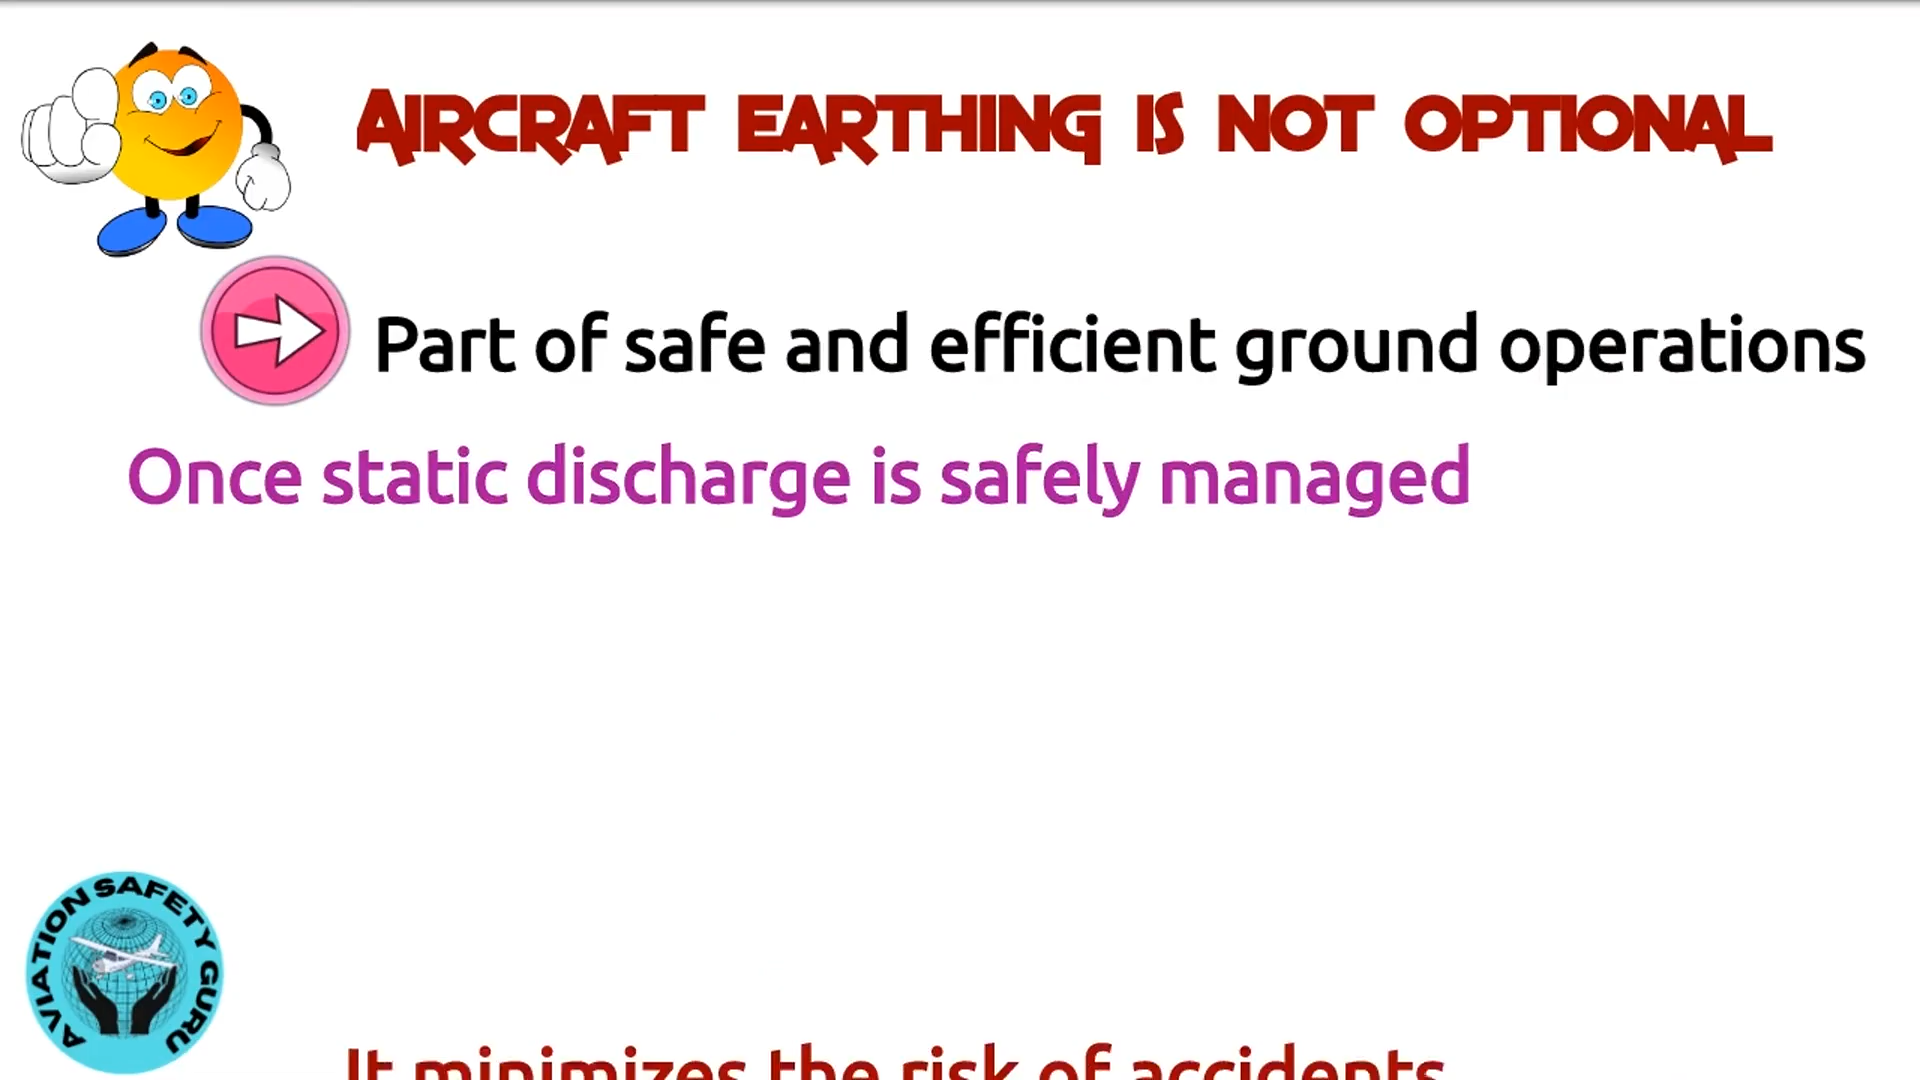 AIRCRAFT EARTHING IS NOT OPTIONAL
Part of safe and efficient ground operations
Once static discharge is safely managed
AVIATION SAFETY GURU
It minimizes the risk of accidents